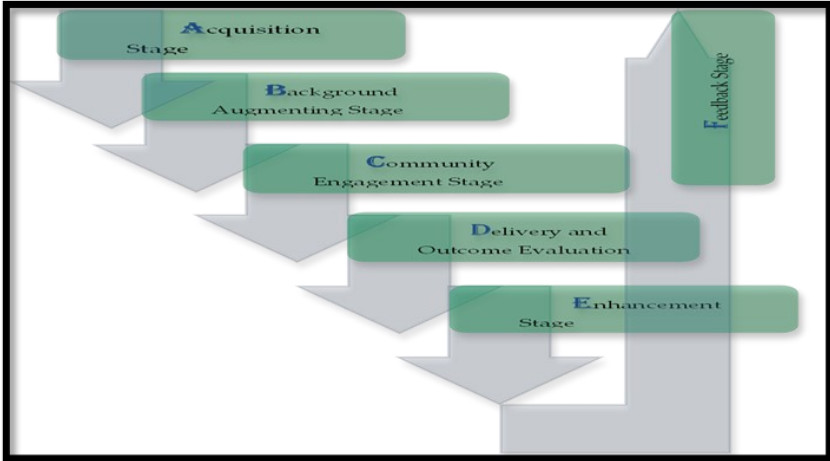 Acquisition
Stage
Background
Augmenting Stage
Community
Engagement Stage
Delivery and
Outcome Evaluation
Enhancement
Stage
Feedback Stage